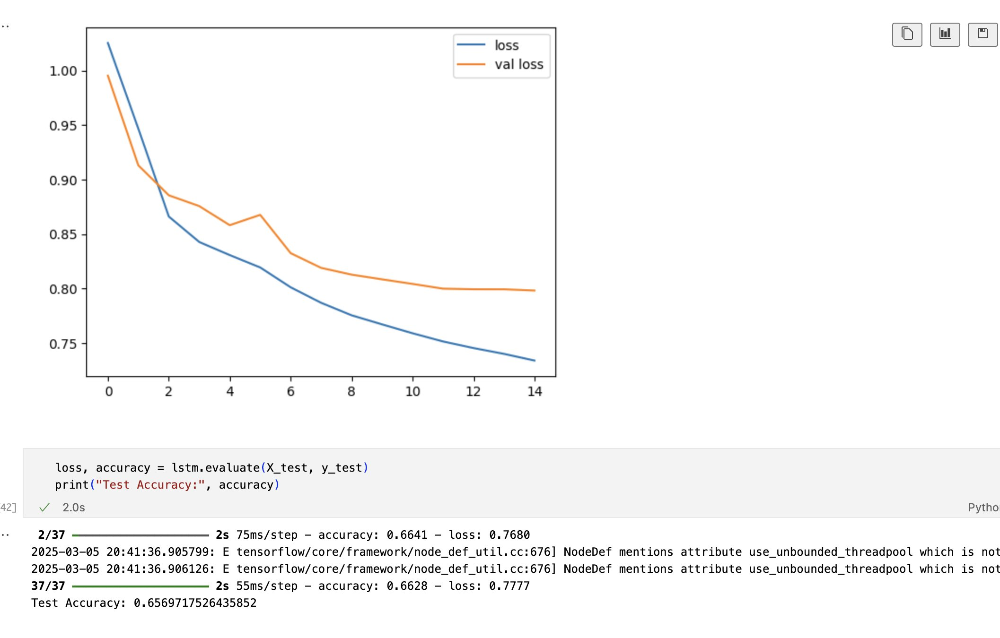 loss
val loss
1.00
0.95
0.90
0.85
0.80
0.75
0 2 4 6 8 10 12 14
loss, accuracy = lstm.evaluate(X_test, y_test)
print("Test Accuracy:", accuracy)
42] 2.0s Pytho
2/37 2s 75ms/step - accuracy: 0.6641 - loss: 0.7680
2025-03-05 20:41:36.905799: E tensorflow/core/framework/node_def_util.cc:676] NodeDef mentions attribute use_unbounded_threadpool which is not
2025-03-05 20:41:36.906126: E tensorflow/core/framework/node_def_util.cc:676] NodeDef mentions attribute use_unbounded_threadpool which is not
37/37 2s 55ms/step - accuracy: 0.6628 - loss: 0.7777
Test Accuracy: 0.6569717526435852